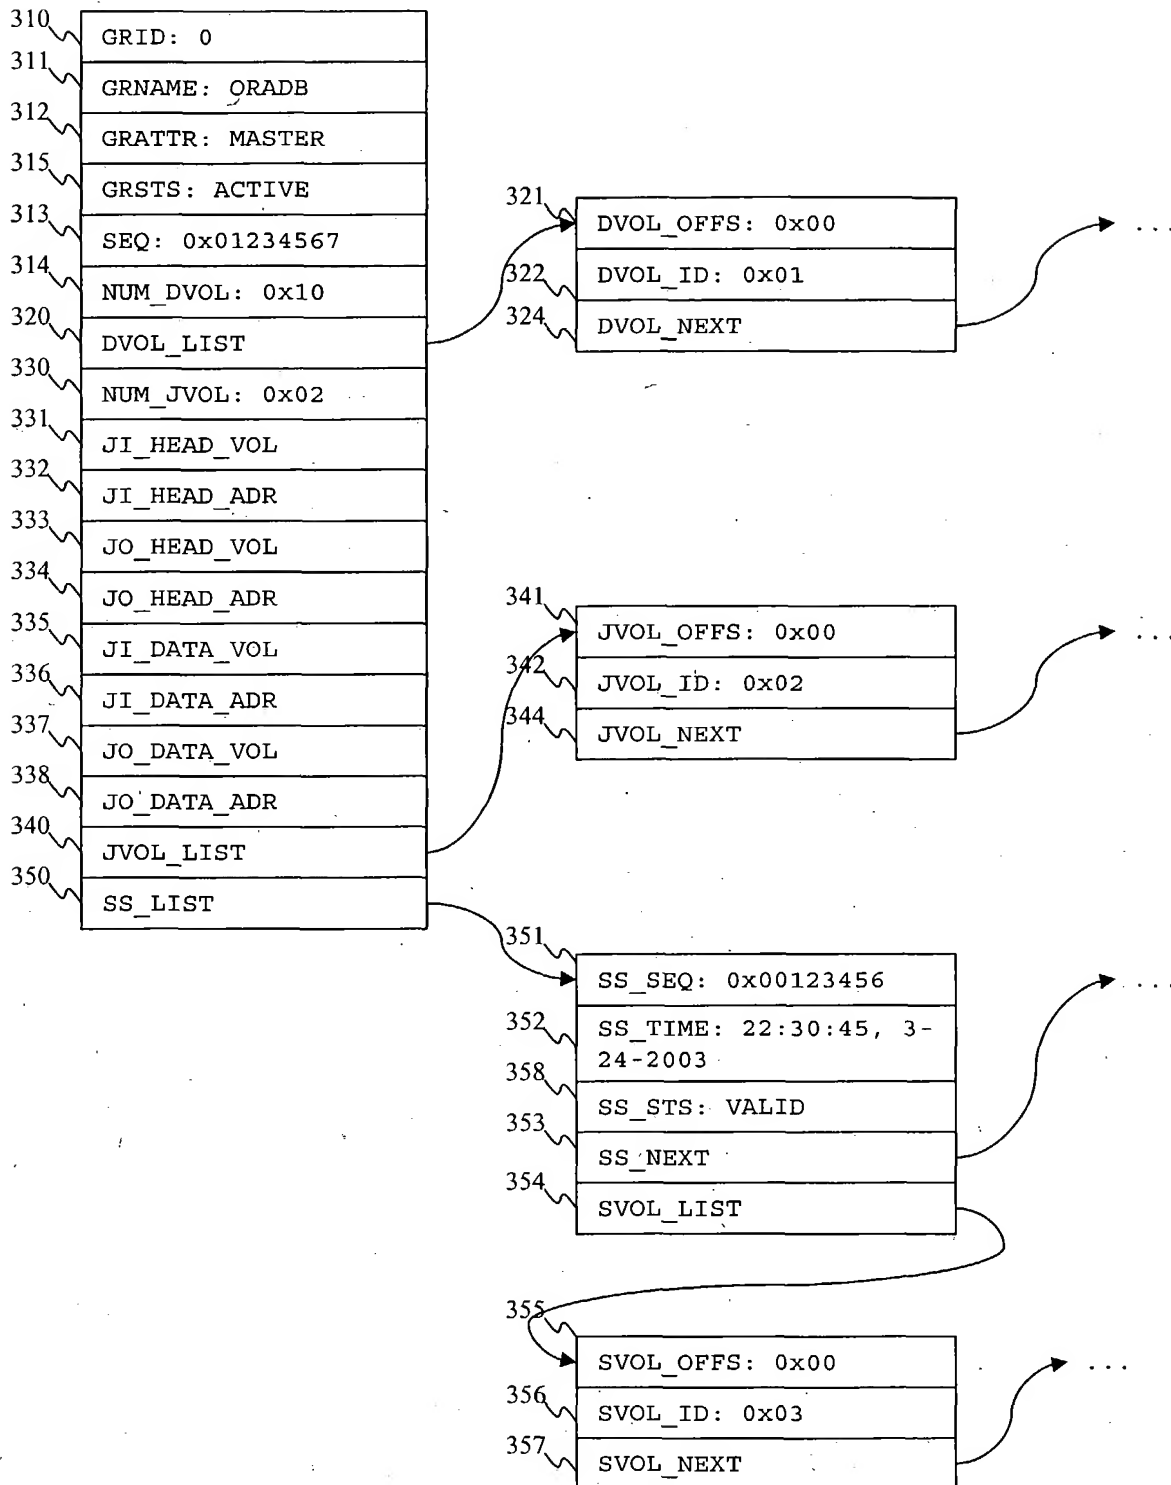 310 GRID: 0
311 GRNAME: ORADB
312 GRATTR: MASTER
315 GRSTS: ACTIVE
313 SEQ: 0x01234567
314 NUM_DVOL: 0x10
320 DVOL_LIST
330 NUM_JVOL: 0x02
331 JI_HEAD_VOL
332 JI_HEAD_ADR
333 JO_HEAD_VOL
334 JO_HEAD_ADR
335 JI_DATA_VOL
336 JI_DATA_ADR
337 JO_DATA_VOL
338 JO_DATA_ADR
340 JVOL_LIST
350 SS_LIST
321 DVOL_OFFS: 0x00 ...
322 DVOL_ID: 0x01
324 DVOL_NEXT
341 JVOL_OFFS: 0x00 ...
342 JVOL_ID: 0x02
344 JVOL_NEXT
351 SS_SEQ: 0x00123456 ...
352 SS_TIME: 22:30:45, 3-
24-2003
358 SS_STS: VALID
353 SS_NEXT
354 SVOL_LIST
355 SVOL_OFFS: 0x00 ...
356 SVOL_ID: 0x03
357 SVOL_NEXT